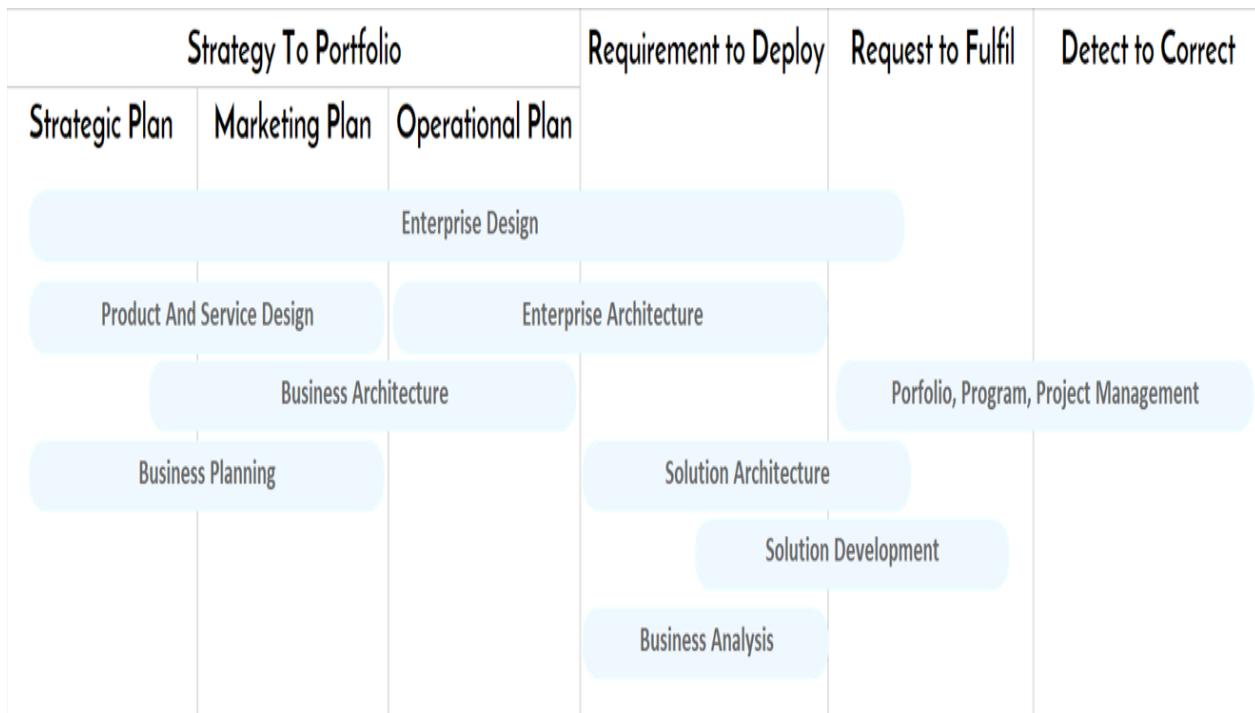 Strategy To Portfolio
Requirement to Deploy
Request to Fulfil
Detect to Correct
Strategic Plan
Marketing Plan
Operational Plan
Enterprise Design
Product And Service Design
Enterprise Architecture
Business Architecture
Porfolio, Program, Project Management
Business Planning
Solution Architecture
Solution Development
Business Analysis